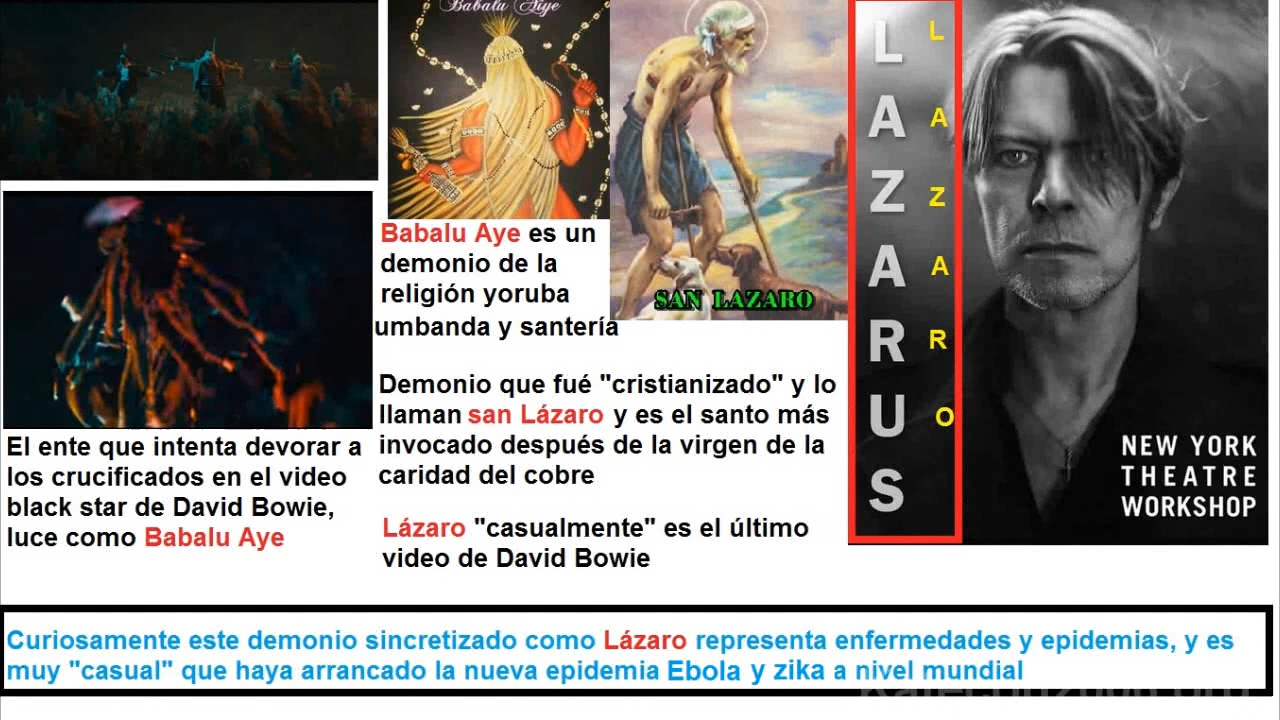 Babalu Aiye
SAN LAZARO
LAZARUS
LAZARO
NEW YORK
THEATRE
WORKSHOP
Babalu Aye es un
demonio de la
religión yoruba
umbanda y santería
Demonio que fué "cristianizado" y lo
llaman san Lázaro y es el santo más
invocado después de la virgen de la
caridad del cobre
Lázaro "casualmente" es el último
video de David Bowie
El ente que intenta devorar a
los crucificados en el video
black star de David Bowie,
luce como Babalu Aye
Curiosamente este demonio sincretizado como Lázaro representa enfermedades y epidemias, y es
muy "casual" que haya arrancado la nueva epidemia Ebola y zika a nivel mundial